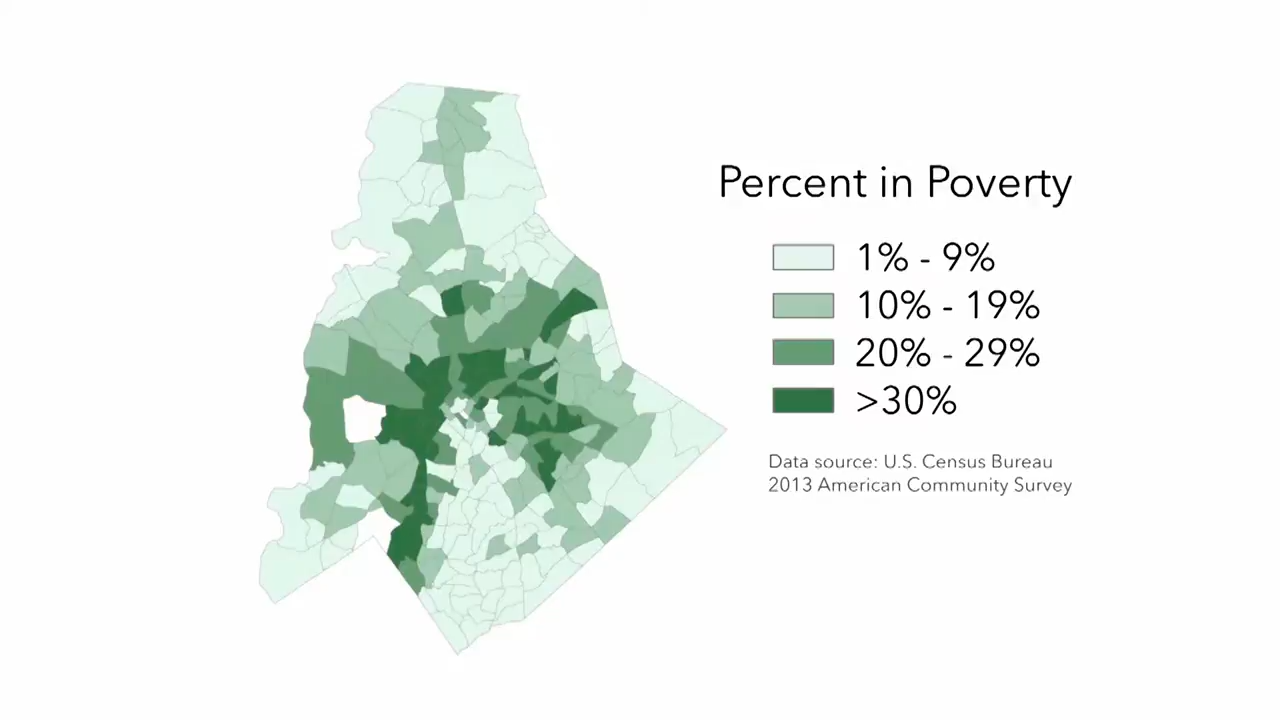 Percent in Poverty
1% - 9%
10% - 19%
20% - 29%
>30%
Data source: U.S. Census Bureau
2013 American Community Survey